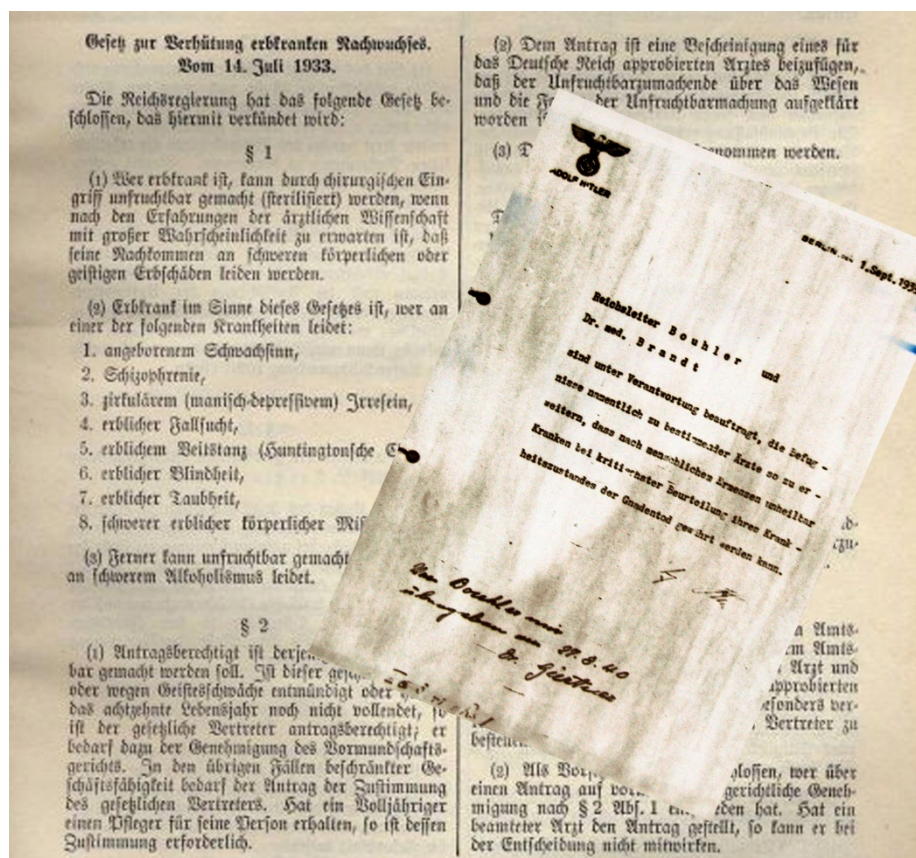 Gesetz zur Verhütung erbkranken Nachwuchses.
Vom 14. Juli 1933.
Die Reichsregierung hat das folgende Gesetz be-
schlossen, das hiermit verkündet wird:
§ 1
(1) Wer erbkrank ist, kann durch chirurgischen Ein-
griff unfruchtbar gemacht (sterilisiert) werden, wenn
nach den Erfahrungen der ärztlichen Wissenschaft
mit großer Wahrscheinlichkeit zu erwarten ist, daß
seine Nachkommen an schweren körperlichen oder
geistigen Erbschäden leiden werden.
(2) Erbkrank im Sinne dieses Gesetzes ist, wer an
einer der folgenden Krankheiten leidet:
1. angeborenem Schwachsinn,
2. Schizophrenie,
3. zirkulärem (manisch-depressivem) Irresein,
4. erblicher Fallsucht,
5. erblichem Veitstanz (Huntingtonsche C
6. erblicher Blindheit,
7. erblicher Taubheit,
8. schwerer erblicher körperlicher Miß
(3) Ferner kann unfruchtbar gemacht
an schwerem Alkoholismus leidet.
§ 2
(1) Antragsberechtigt ist derje
bar gemacht werden soll. Ist dieser ge
oder wegen Geistesschwäche entmündigt oder
das achtzehnte Lebensjahr noch nicht vollendet, so
ist der gesetzliche Vertreter antragsberechtigt; er
bedarf dazu der Genehmigung des Vormundschafts-
gerichts. In den übrigen Fällen beschränkter Ge-
schäftsfähigkeit bedarf der Antrag der Zustimmung
des gesetzlichen Vertreters. Hat ein Volljähriger
einen Pfleger für seine Person erhalten, so ist dessen
Zustimmung erforderlich.
(2) Dem Antrag ist eine Bescheinigung eines für
das Deutsche Reich approbierten Arztes beizufügen,
daß der Unfruchtbarzumachende über das Wesen
und die F der Unfruchtbarmachung aufgeklärt
worden i
(3) D nommen werden.
ADOLF HITLER
BERLIN, 1.Sept. 1939
Reichsleiter Bouhler und
Dr. med. Brandt
sind unter Verantwortung beauftragt, die Befug -
nisse namentlich zu bestimmender Ärzte so zu er -
weitern, dass nach menschlichem Ermessen unheilbar
Kranken bei kritischster Beurteilung ihres Krank -
heitszustandes der Gnadentod gewährt werden kann.
Von Bouhler mir
übergeben am 27.8.40
Dr. Gürtner
a Amts-
m Amts-
Arzt und
approbierten
besonders ver-
Vertreter zu
bestellen.
(2) Als Vors hlossen, wer über
einen Antrag auf vor gerichtliche Geneh-
migung nach § 2 Abs. 1 en eden hat. Hat ein
beamteter Arzt den Antrag gestellt, so kann er bei
der Entscheidung nicht mitwirken.